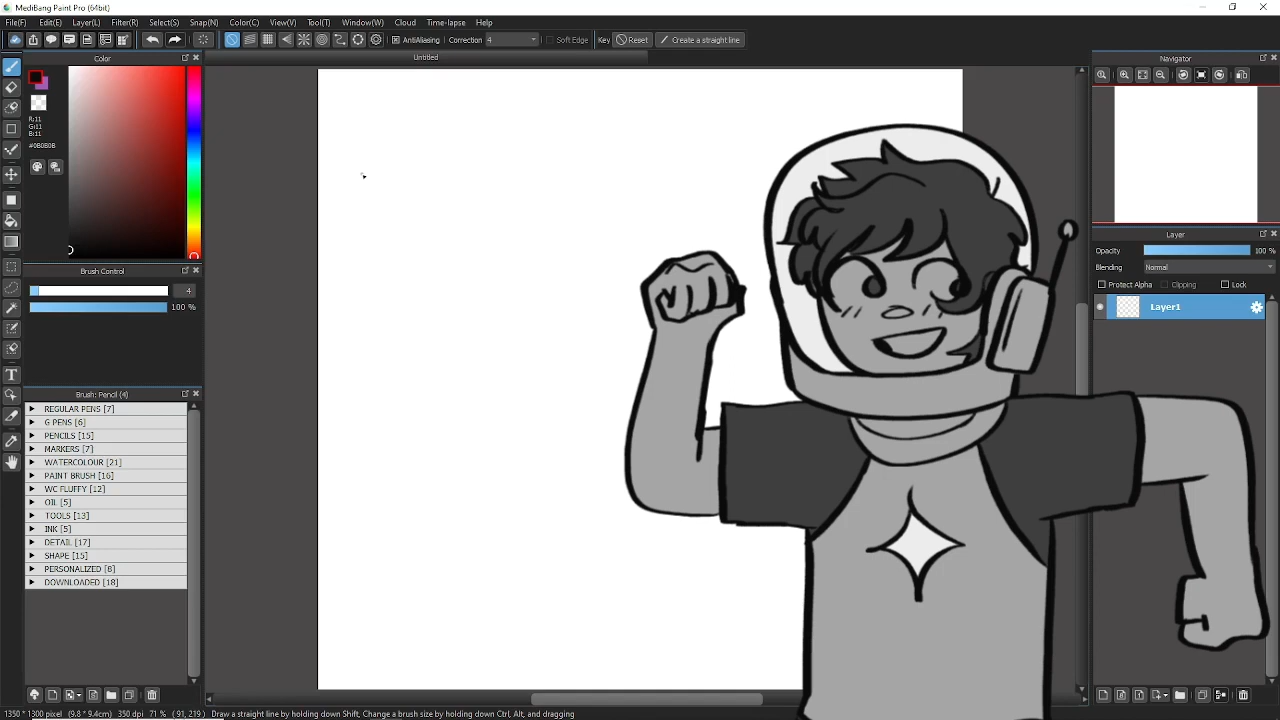 MediBang Paint Pro (64bit)
File(F) Edit(E) Layer(L) Filter(R) Select(S) Snap(N) Color(C) View(V) Tool(T) Window(W) Cloud Time-lapse Help
AntiAliasing Correction 4 Soft Edge Key Reset Create a straight line
Color
Untitled
Navigator
R:11
G:11
B:11
#0B0B0B
Layer
Opacity 100 %
Blending Normal
Protect Alpha Clipping Lock
Layer1
Brush Control
4
100 %
Brush: Pencil (4)
REGULAR PENS [7]
G PENS [6]
PENCILS [15]
MARKERS [7]
WATERCOLOUR [21]
PAINT BRUSH [16]
WC FLUFFY [12]
OIL [5]
TOOLS [13]
INK [5]
DETAIL [17]
SHAPE [15]
PERSONALIZED [8]
DOWNLOADED [18]
1350 * 1300 pixel (9.8 * 9.4cm) 350 dpi 71 % (91, 219) Draw a straight line by holding down Shift, Change a brush size by holding down Ctrl, Alt, and dragging